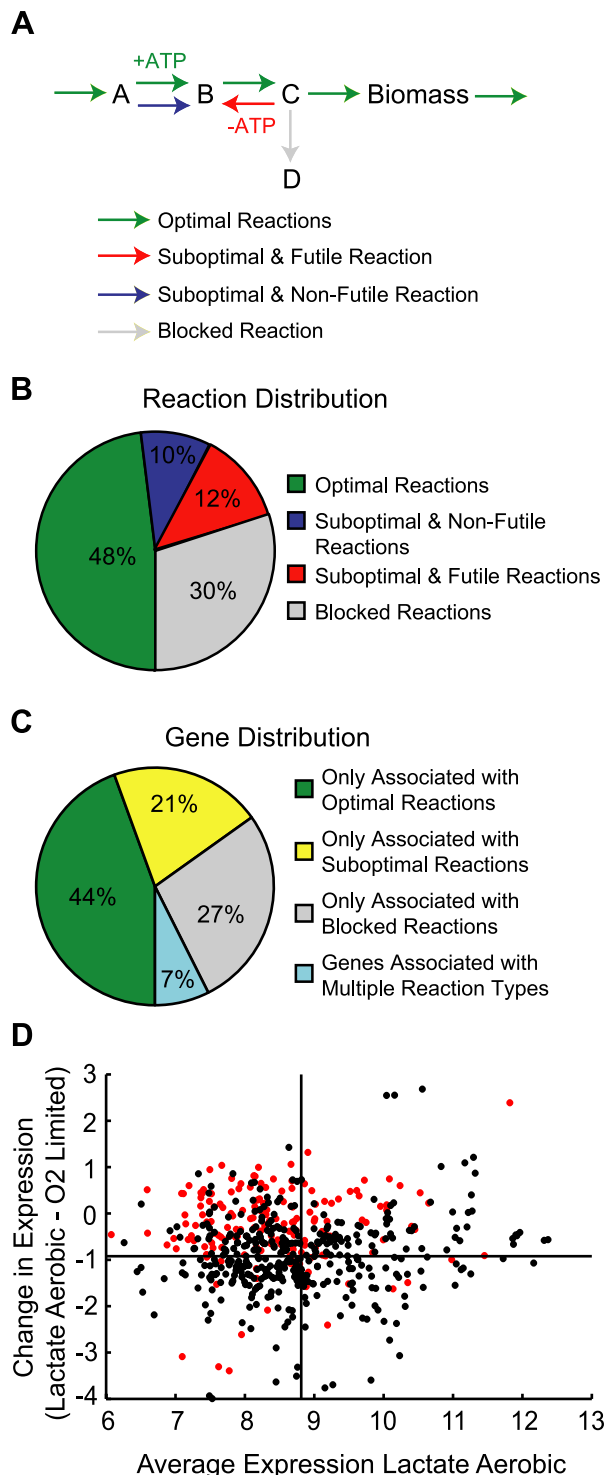 A
+ATP
A B C Biomass
-ATP
D
Optimal Reactions
Suboptimal & Futile Reaction
Suboptimal & Non-Futile Reaction
Blocked Reaction
B
Reaction Distribution
10%
12%
48%
30%
Optimal Reactions
Suboptimal & Non-Futile
Reactions
Suboptimal & Futile Reactions
Blocked Reactions
C
Gene Distribution
21%
44%
27%
7%
Only Associated with
Optimal Reactions
Only Associated with
Suboptimal Reactions
Only Associated with
Blocked Reactions
Genes Associated with
Multiple Reaction Types
D
Change in Expression
(Lactate Aerobic - O2 Limited)
3
2
1
0
-1
-2
-3
-4
6 7 8 9 10 11 12 13
Average Expression Lactate Aerobic